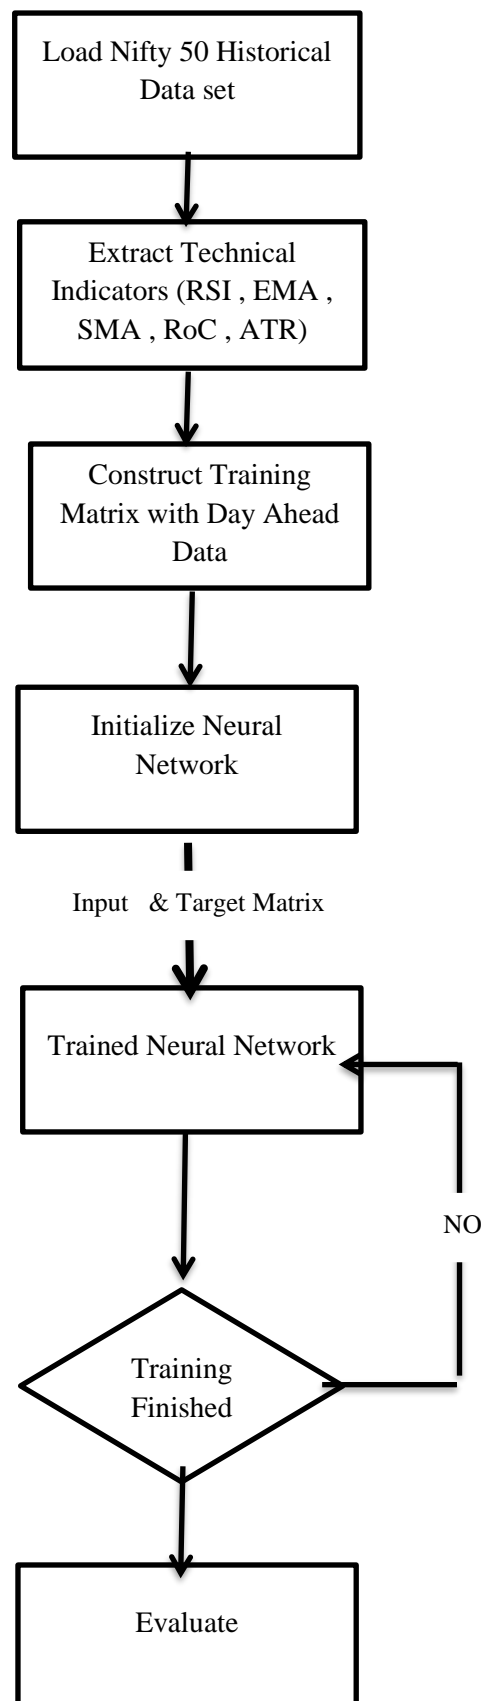 Load Nifty 50 Historical
Data set
Extract Technical
Indicators (RSI , EMA ,
SMA , RoC , ATR)
Construct Training
Matrix with Day Ahead
Data
Initialize Neural
Network
Input & Target Matrix
Trained Neural Network
NO
Training
Finished
Evaluate